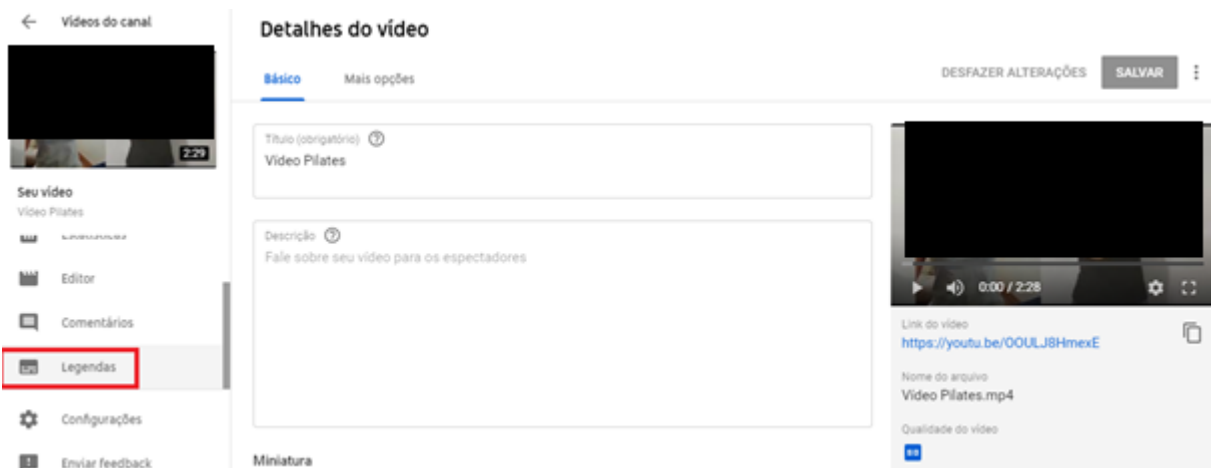 Vídeos do canal
2:29
Seu vídeo
Vídeo Pilates
Editor
Comentários
Legendas
Configurações
Enviar feedback
Detalhes do vídeo
Básico
Mais opções
DESFAZER ALTERAÇÕES
SALVAR
Título (obrigatório)
Vídeo Pilates
Descrição
Fale sobre seu vídeo para os espectadores
Miniatura
0:00 / 2:28
Link do vídeo
https://youtu.be/OOULJ8HmexE
Nome do arquivo
Vídeo Pilates.mp4
Qualidade do vídeo